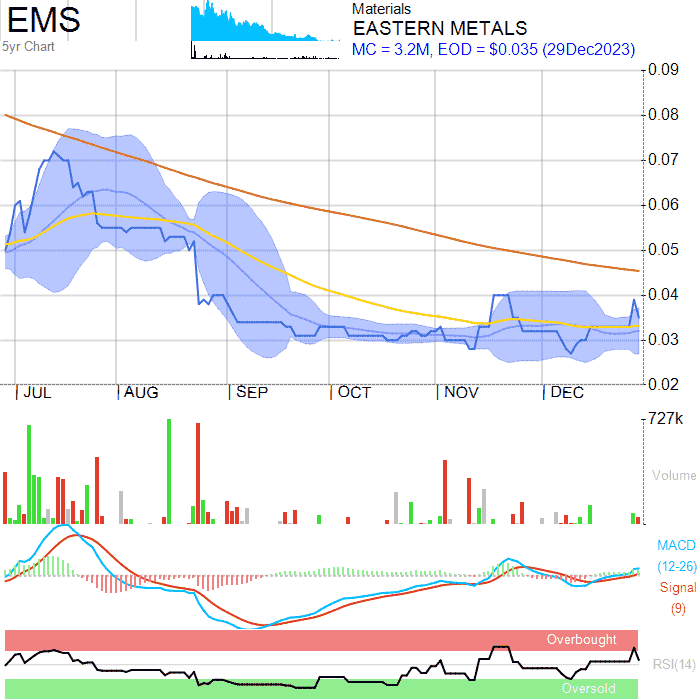 EMS
5yr Chart
Materials
EASTERN METALS
MC = 3.2M, EOD = $0.035 (29Dec2023)
0.09
0.08
0.07
0.06
0.05
0.04
0.03
0.02
JUL AUG SEP OCT NOV DEC
727k
Volume
MACD
(12-26)
Signal
(9)
Overbought
RSI(14)
Oversold